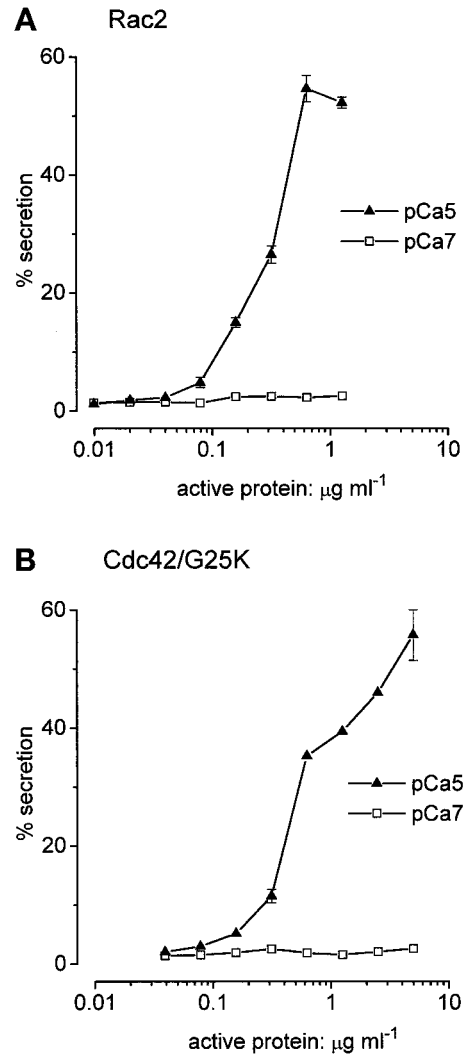 A Rac2
60
40
20
0
% secretion
pCa5
pCa7
0.01 0.1 1 10
active protein: µg ml⁻¹
B Cdc42/G25K
60
40
20
0
% secretion
pCa5
pCa7
0.01 0.1 1 10
active protein: µg ml⁻¹